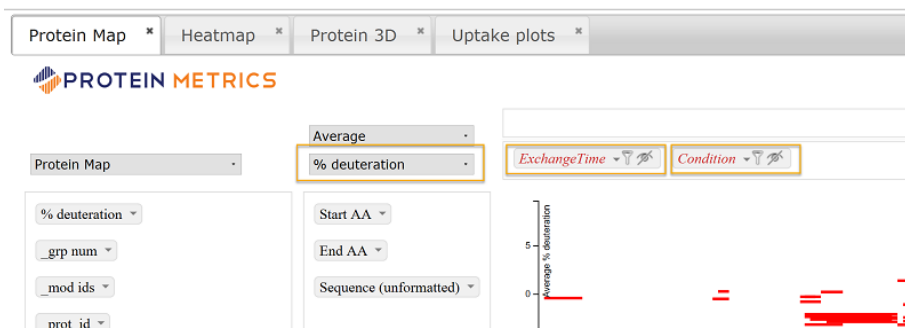 Protein Map Heatmap Protein 3D Uptake plots
PROTEIN METRICS
Average
Protein Map % deuteration ExchangeTime Condition
% deuteration Start AA
_grp num End AA
_mod ids Sequence (unformatted)
_prot_id
Average % deuteration
5
0